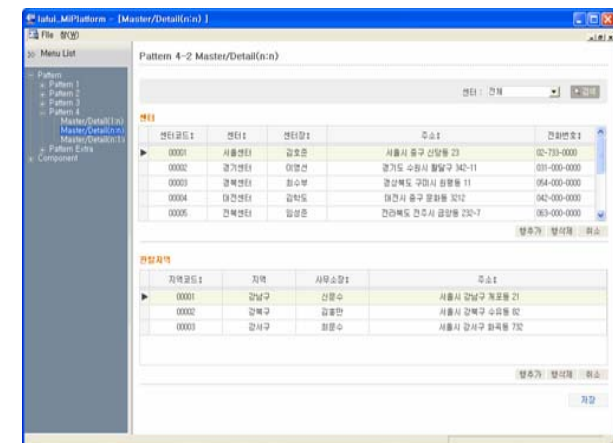 lafui_MiPlatform - [Master/Detail(n:n) ]
File 창(W)
Menu List
Pattern 4-2 Master/Detail(n:n)
Pattern
Pattern 1
Pattern 2
Pattern 3
Pattern 4
Master/Detail(1:n)
Master/Detail(n:n)
Master/Detail(n:1)
Pattern Extra
Component
센터 : 전체 검색
센터
센터코드 센터 센터장 주소 전화번호
00001 서울센터 김호준 서울시 중구 신당동 23 02-733-0000
00002 경기센터 이영선 경기도 수원시 팔달구 342-11 031-000-0000
00003 경북센터 최수부 경상북도 구미시 원평동 11 054-000-0000
00004 대전센터 김학도 대전시 중구 문화동 3212 042-000-0000
00005 전북센터 임성준 전라북도 전주시 금암동 232-7 063-000-0000
행추가 행삭제 취소
관할지역
지역코드 지역 사무소장 주소
00001 강남구 신문수 서울시 강남구 개포동 21
00002 강북구 김홍만 서울시 강북구 수유동 82
00003 강서구 최문수 서울시 강서구 화곡동 732
행추가 행삭제 취소
저장